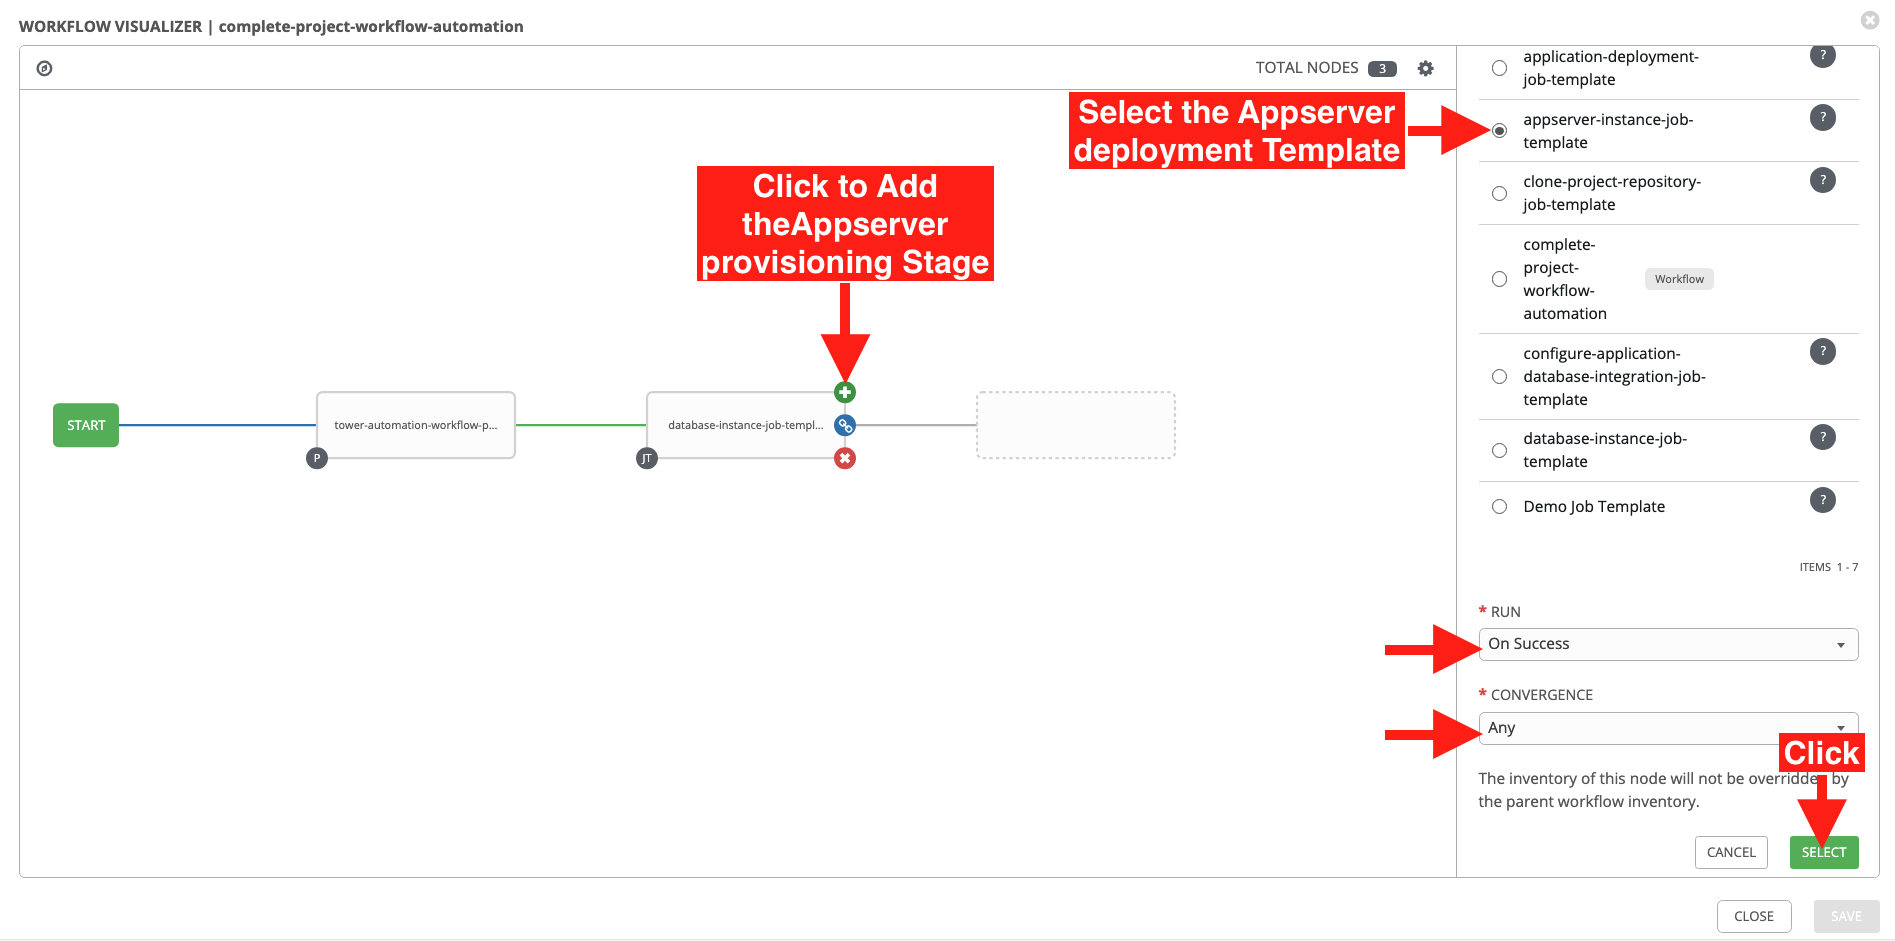 WORKFLOW VISUALIZER | complete-project-workflow-automation
TOTAL NODES 3
Select the Appserver
deployment Template
Click to Add
theAppserver
provisioning Stage
START
tower-automation-workflow-p...
P
database-instance-job-templ...
JT
application-deployment-
job-template
?
appserver-instance-job-
template
?
clone-project-repository-
job-template
?
complete-
project-
workflow-
automation
Workflow
configure-application-
database-integration-job-
template
?
database-instance-job-
template
?
Demo Job Template
?
ITEMS 1 - 7
* RUN
On Success
* CONVERGENCE
Any
Click
The inventory of this node will not be overridden by
the parent workflow inventory.
CANCEL
SELECT
CLOSE
SAVE